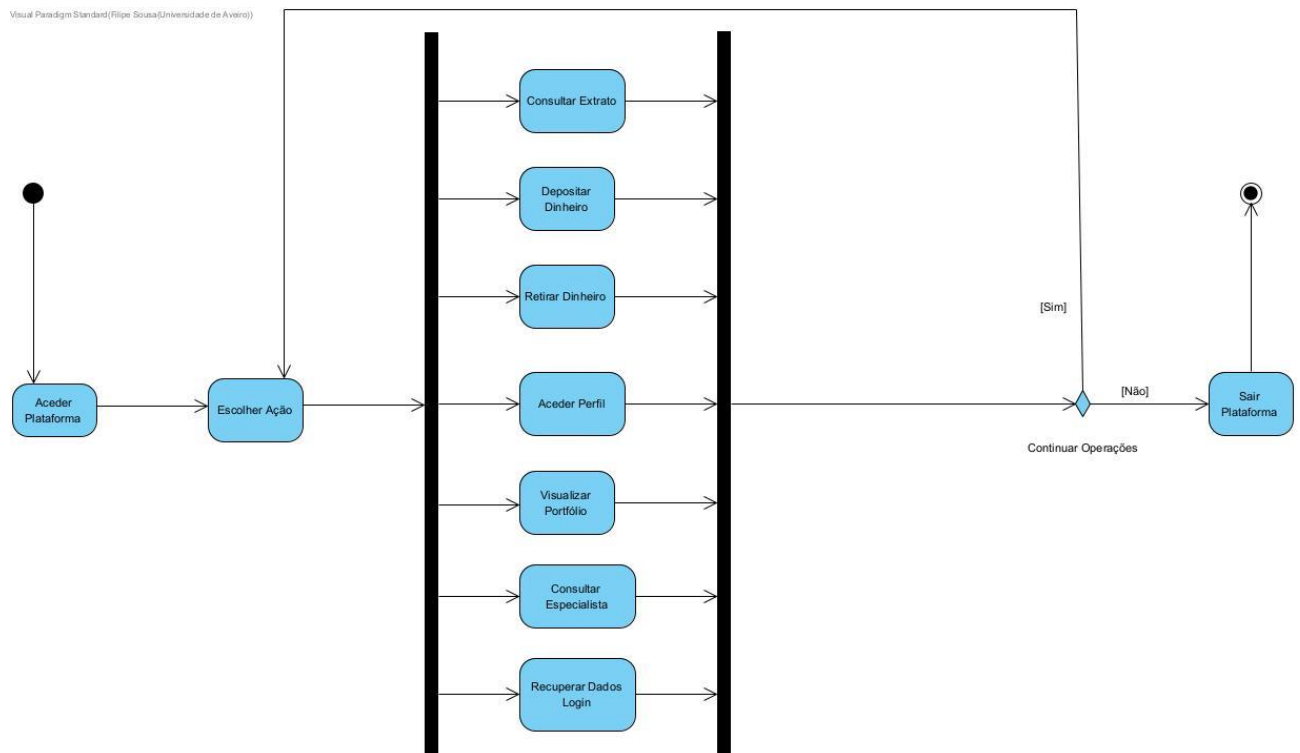 Visual Paradigm Standard(Filipe Sousa(Universidade de Aveiro))
Consultar Extrato
Depositar
Dinheiro
Retirar Dinheiro
[Sim]
Aceder
Plataforma
Escolher Ação
Aceder Perfil
[Não]
Sair
Plataforma
Continuar Operações
Visualizar
Portfólio
Consultar
Especialista
Recuperar Dados
Login